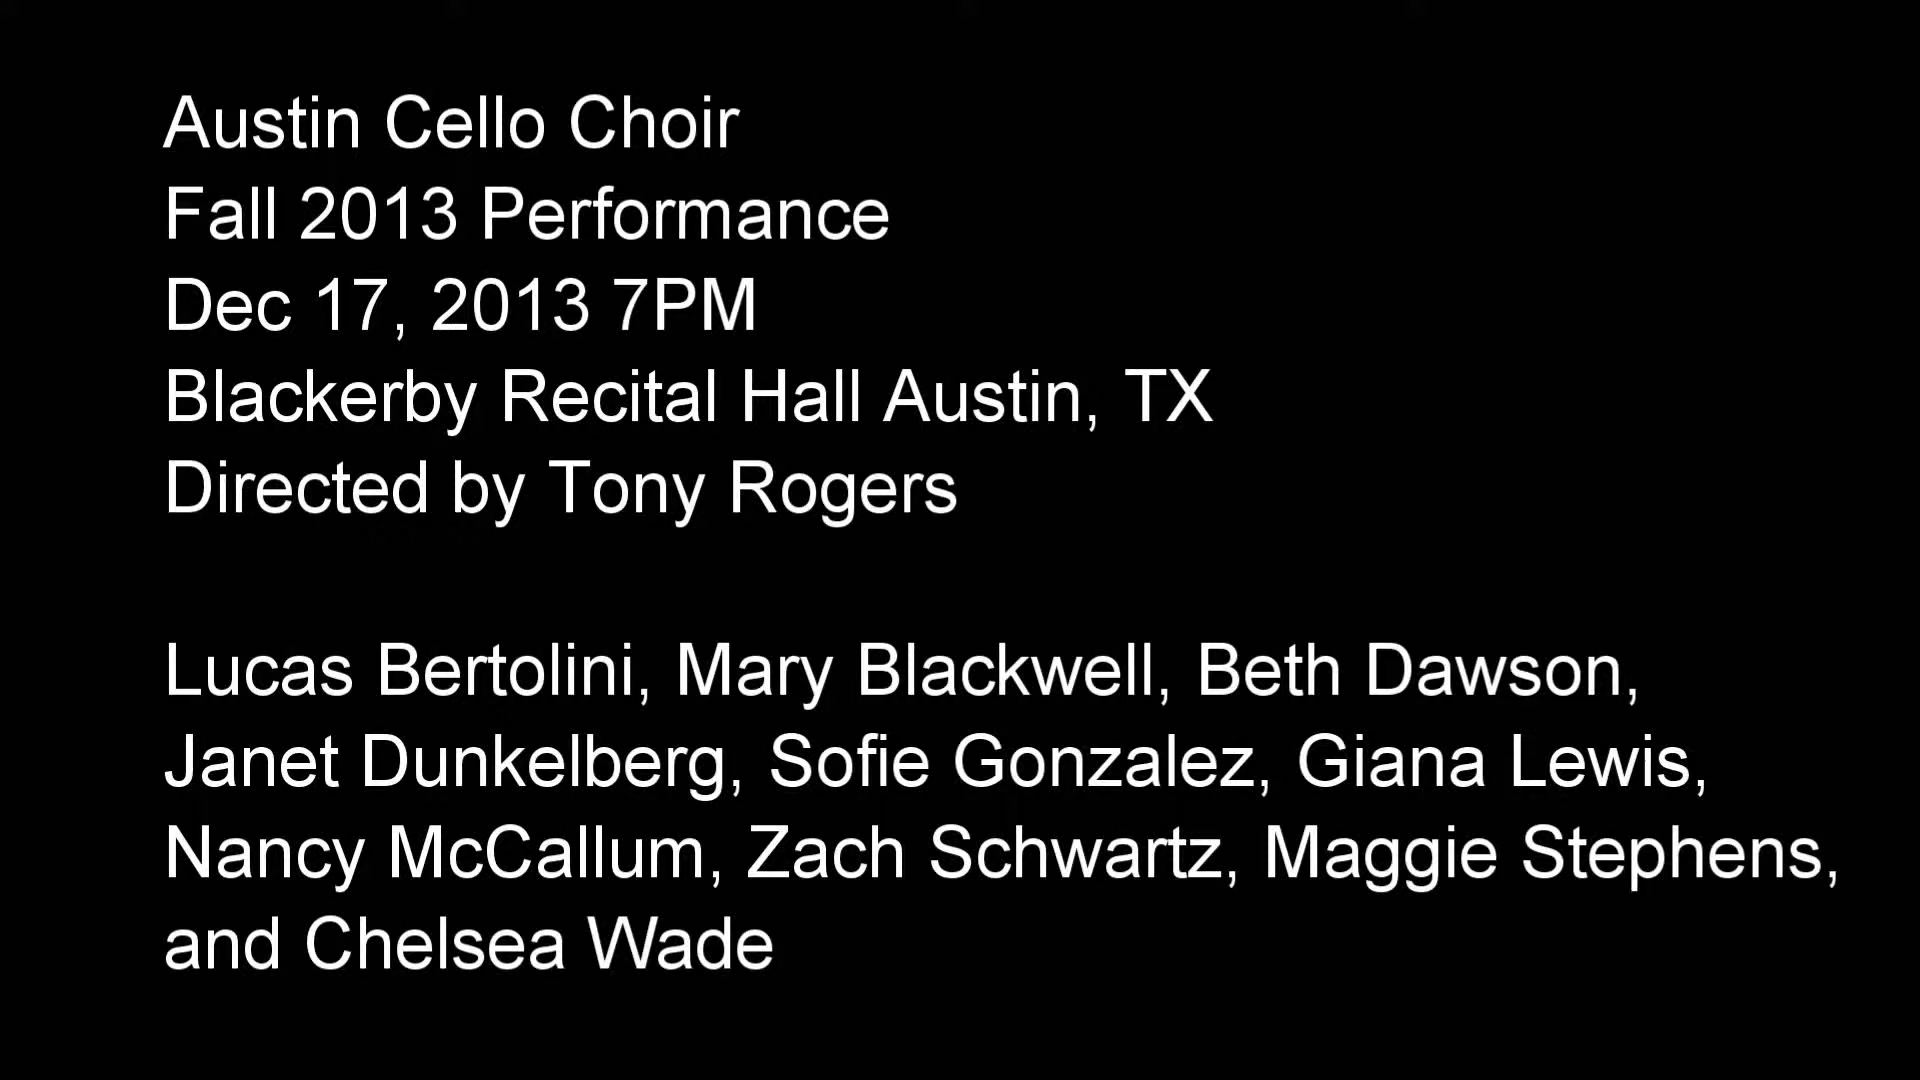 Austin Cello Choir
Fall 2013 Performance
Dec 17, 2013 7PM
Blackerby Recital Hall Austin, TX
Directed by Tony Rogers
Lucas Bertolini, Mary Blackwell, Beth Dawson,
Janet Dunkelberg, Sofie Gonzalez, Giana Lewis,
Nancy McCallum, Zach Schwartz, Maggie Stephens,
and Chelsea Wade